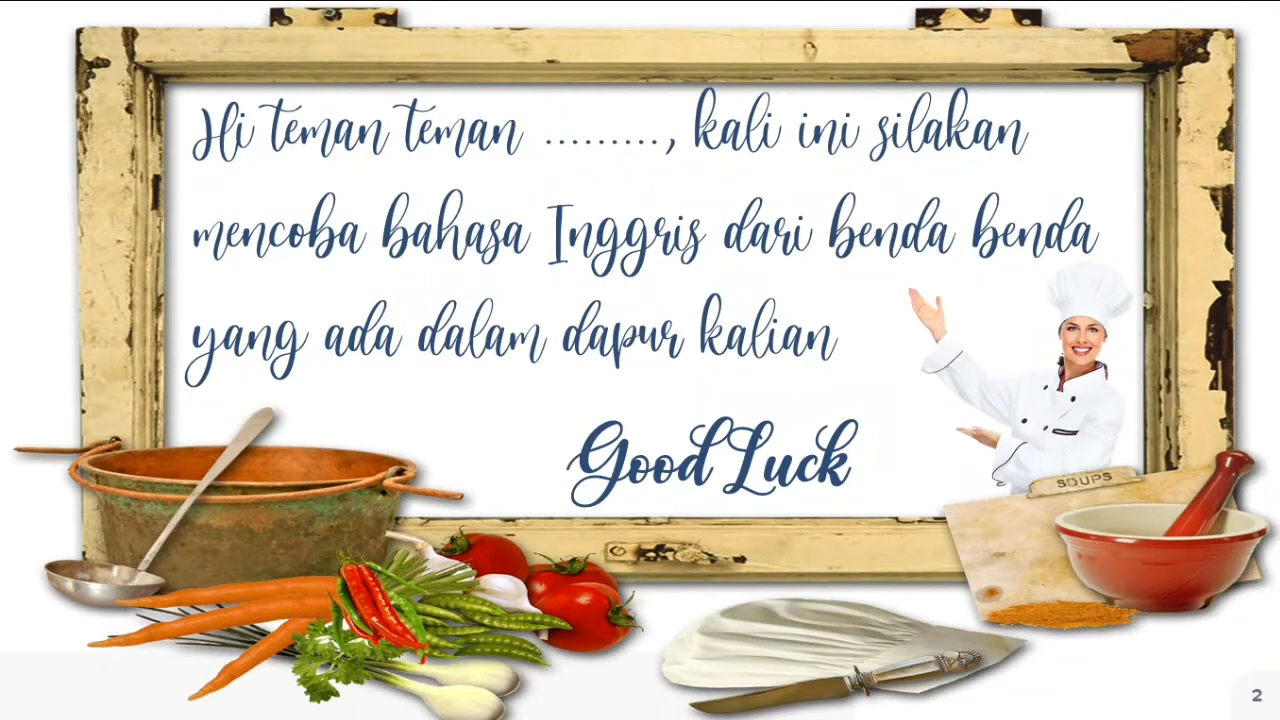 Hi teman teman ........., kali ini silakan
mencoba bahasa Inggris dari benda benda
yang ada dalam dapur kalian
Good Luck
SOUPS
2